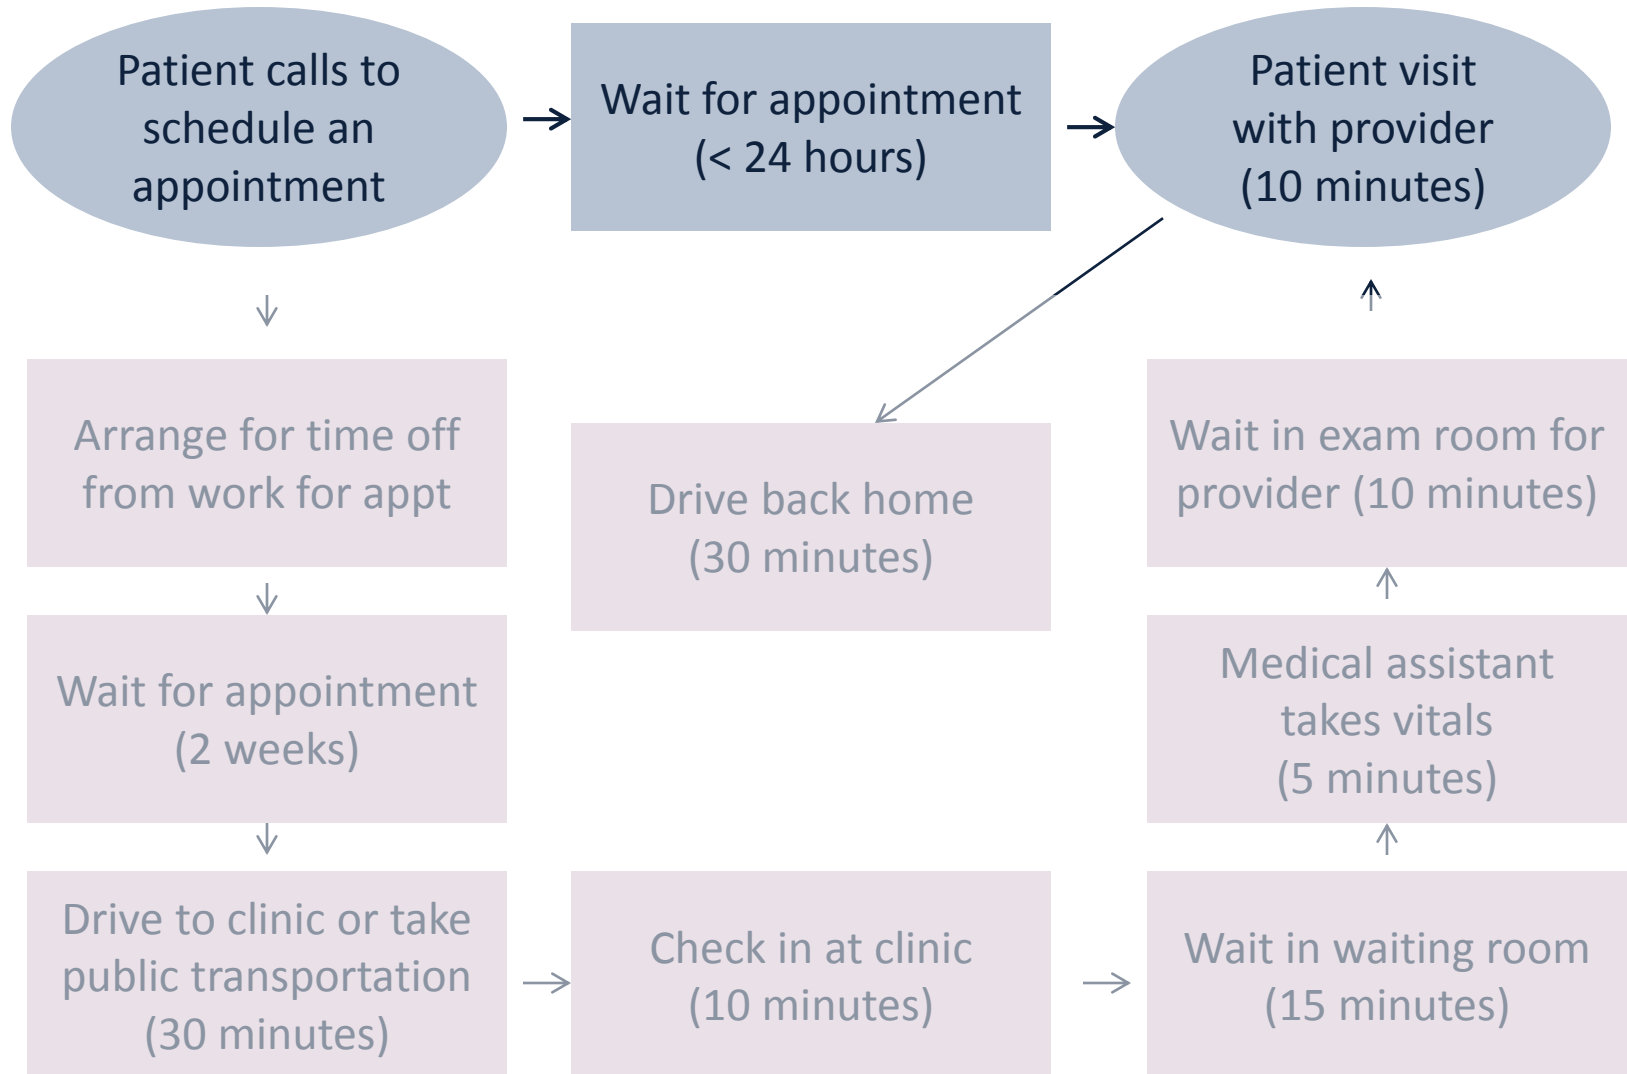 Patient calls to
schedule an
appointment
Wait for appointment
(< 24 hours)
Patient visit
with provider
(10 minutes)
Arrange for time off
from work for appt
Wait for appointment
(2 weeks)
Drive to clinic or take
public transportation
(30 minutes)
Check in at clinic
(10 minutes)
Wait in waiting room
(15 minutes)
Medical assistant
takes vitals
(5 minutes)
Wait in exam room for
provider (10 minutes)
Drive back home
(30 minutes)